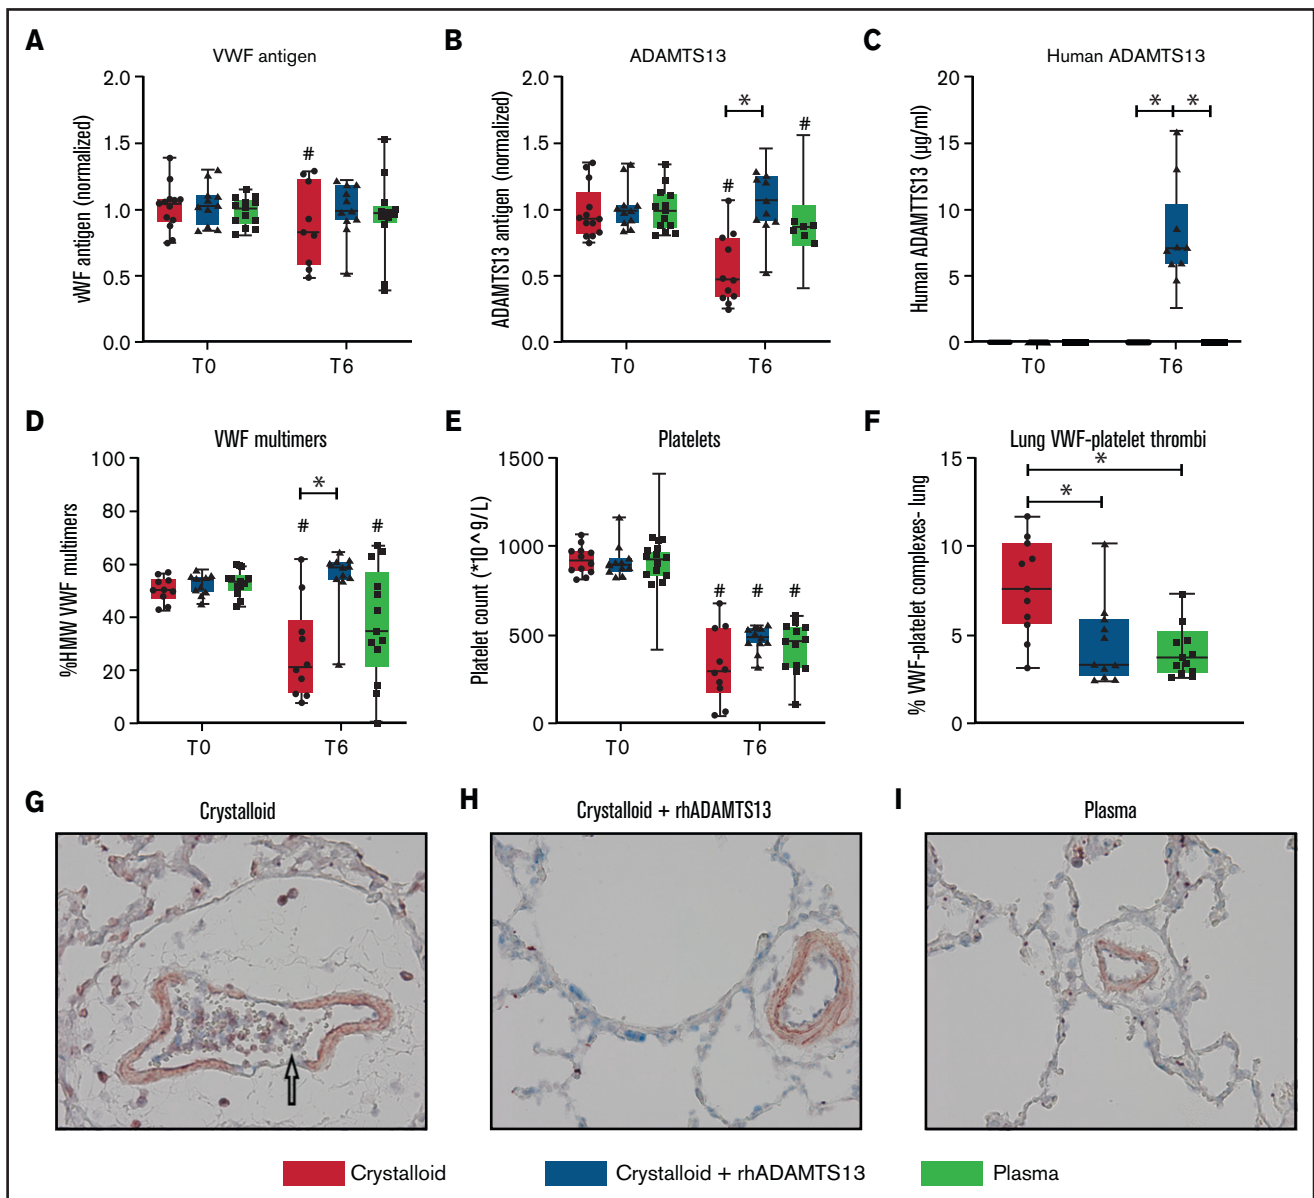 A
VWF antigen
vWF antigen (normalized)
2.0
1.5
1.0
0.5
0.0
#
T0
T6
B
ADAMTS13
ADAMTS13 antigen (normalized)
2.0
1.5
1.0
0.5
0.0
*
#
#
T0
T6
C
Human ADAMTS13
Human ADAMTTS13 (µg/ml)
20
15
10
5
0
*
*
T0
T6
D
VWF multimers
%HMW VWF multimers
100
80
60
40
20
0
*
#
#
T0
T6
E
Platelets
Platelet count (*10^9/L)
1500
1000
500
0
#
#
#
T0
T6
F
Lung VWF-platelet thrombi
% VWF-platelet complexes- lung
15
10
5
0
*
*
G
Crystalloid
H
Crystalloid + rhADAMTS13
I
Plasma
Crystalloid
Crystalloid + rhADAMTS13
Plasma